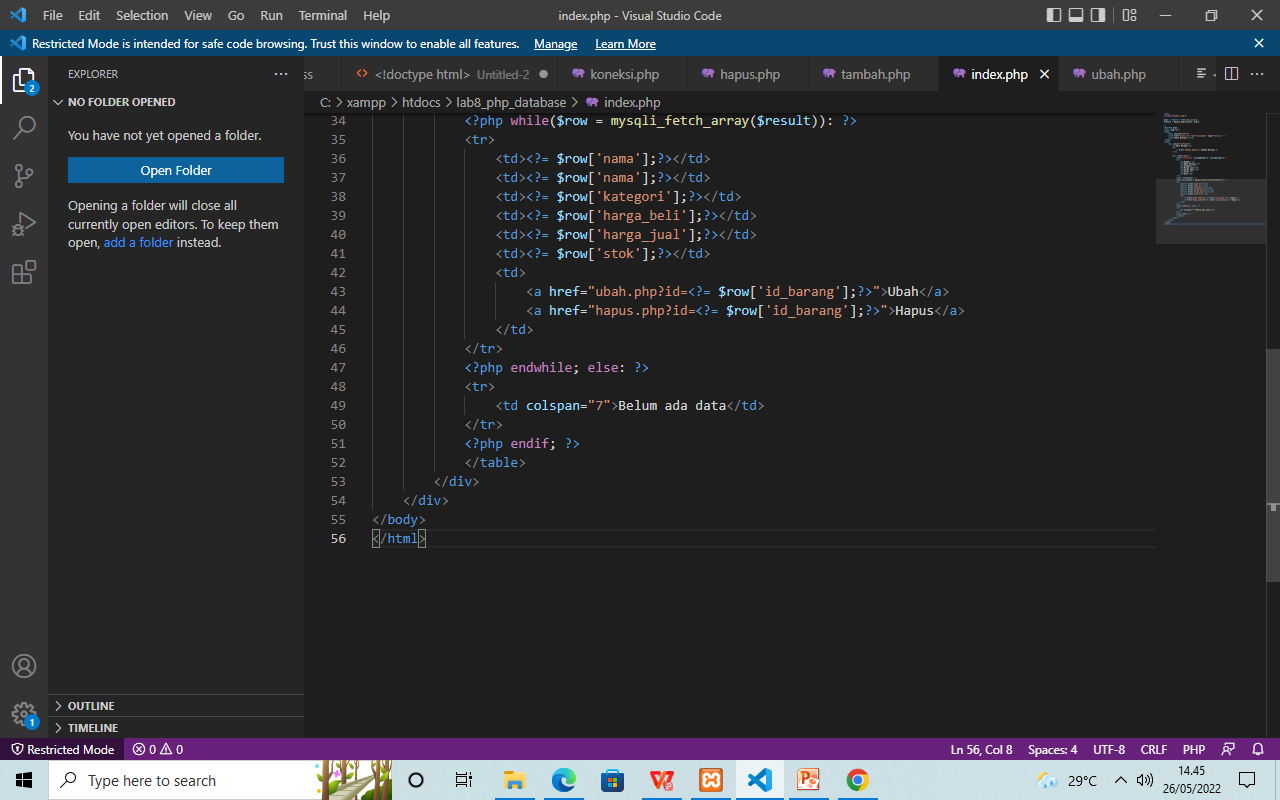 File Edit Selection View Go Run Terminal Help index.php - Visual Studio Code
Restricted Mode is intended for safe code browsing. Trust this window to enable all features. Manage Learn More
2
EXPLORER
ss <!doctype html> Untitled-2 koneksi.php hapus.php tambah.php index.php ubah.php
NO FOLDER OPENED
You have not yet opened a folder.
Open Folder
Opening a folder will close all
currently open editors. To keep them
open, add a folder instead.
C: > xampp > htdocs > lab8_php_database > index.php
34 <?php while($row = mysqli_fetch_array($result)): ?>
35 <tr>
36 <td><?= $row['nama'];?></td>
37 <td><?= $row['nama'];?></td>
38 <td><?= $row['kategori'];?></td>
39 <td><?= $row['harga_beli'];?></td>
40 <td><?= $row['harga_jual'];?></td>
41 <td><?= $row['stok'];?></td>
42 <td>
43 <a href="ubah.php?id=<?= $row['id_barang'];?>">Ubah</a>
44 <a href="hapus.php?id=<?= $row['id_barang'];?>">Hapus</a>
45 </td>
46 </tr>
47 <?php endwhile; else: ?>
48 <tr>
49 <td colspan="7">Belum ada data</td>
50 </tr>
51 <?php endif; ?>
52 </table>
53 </div>
54 </div>
55 </body>
56 </html>
OUTLINE
TIMELINE
1
Restricted Mode 0 0 Ln 56, Col 8 Spaces: 4 UTF-8 CRLF PHP
Type here to search 29°C 14.45
26/05/2022